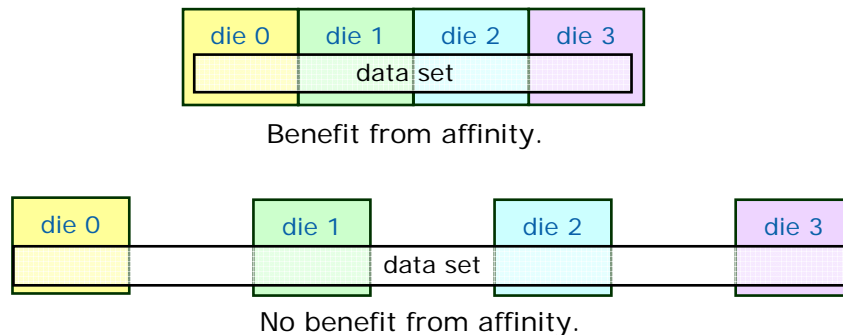 die 0 die 1 die 2 die 3
data set
Benefit from affinity.
die 0 die 1 die 2 die 3
data set
No benefit from affinity.